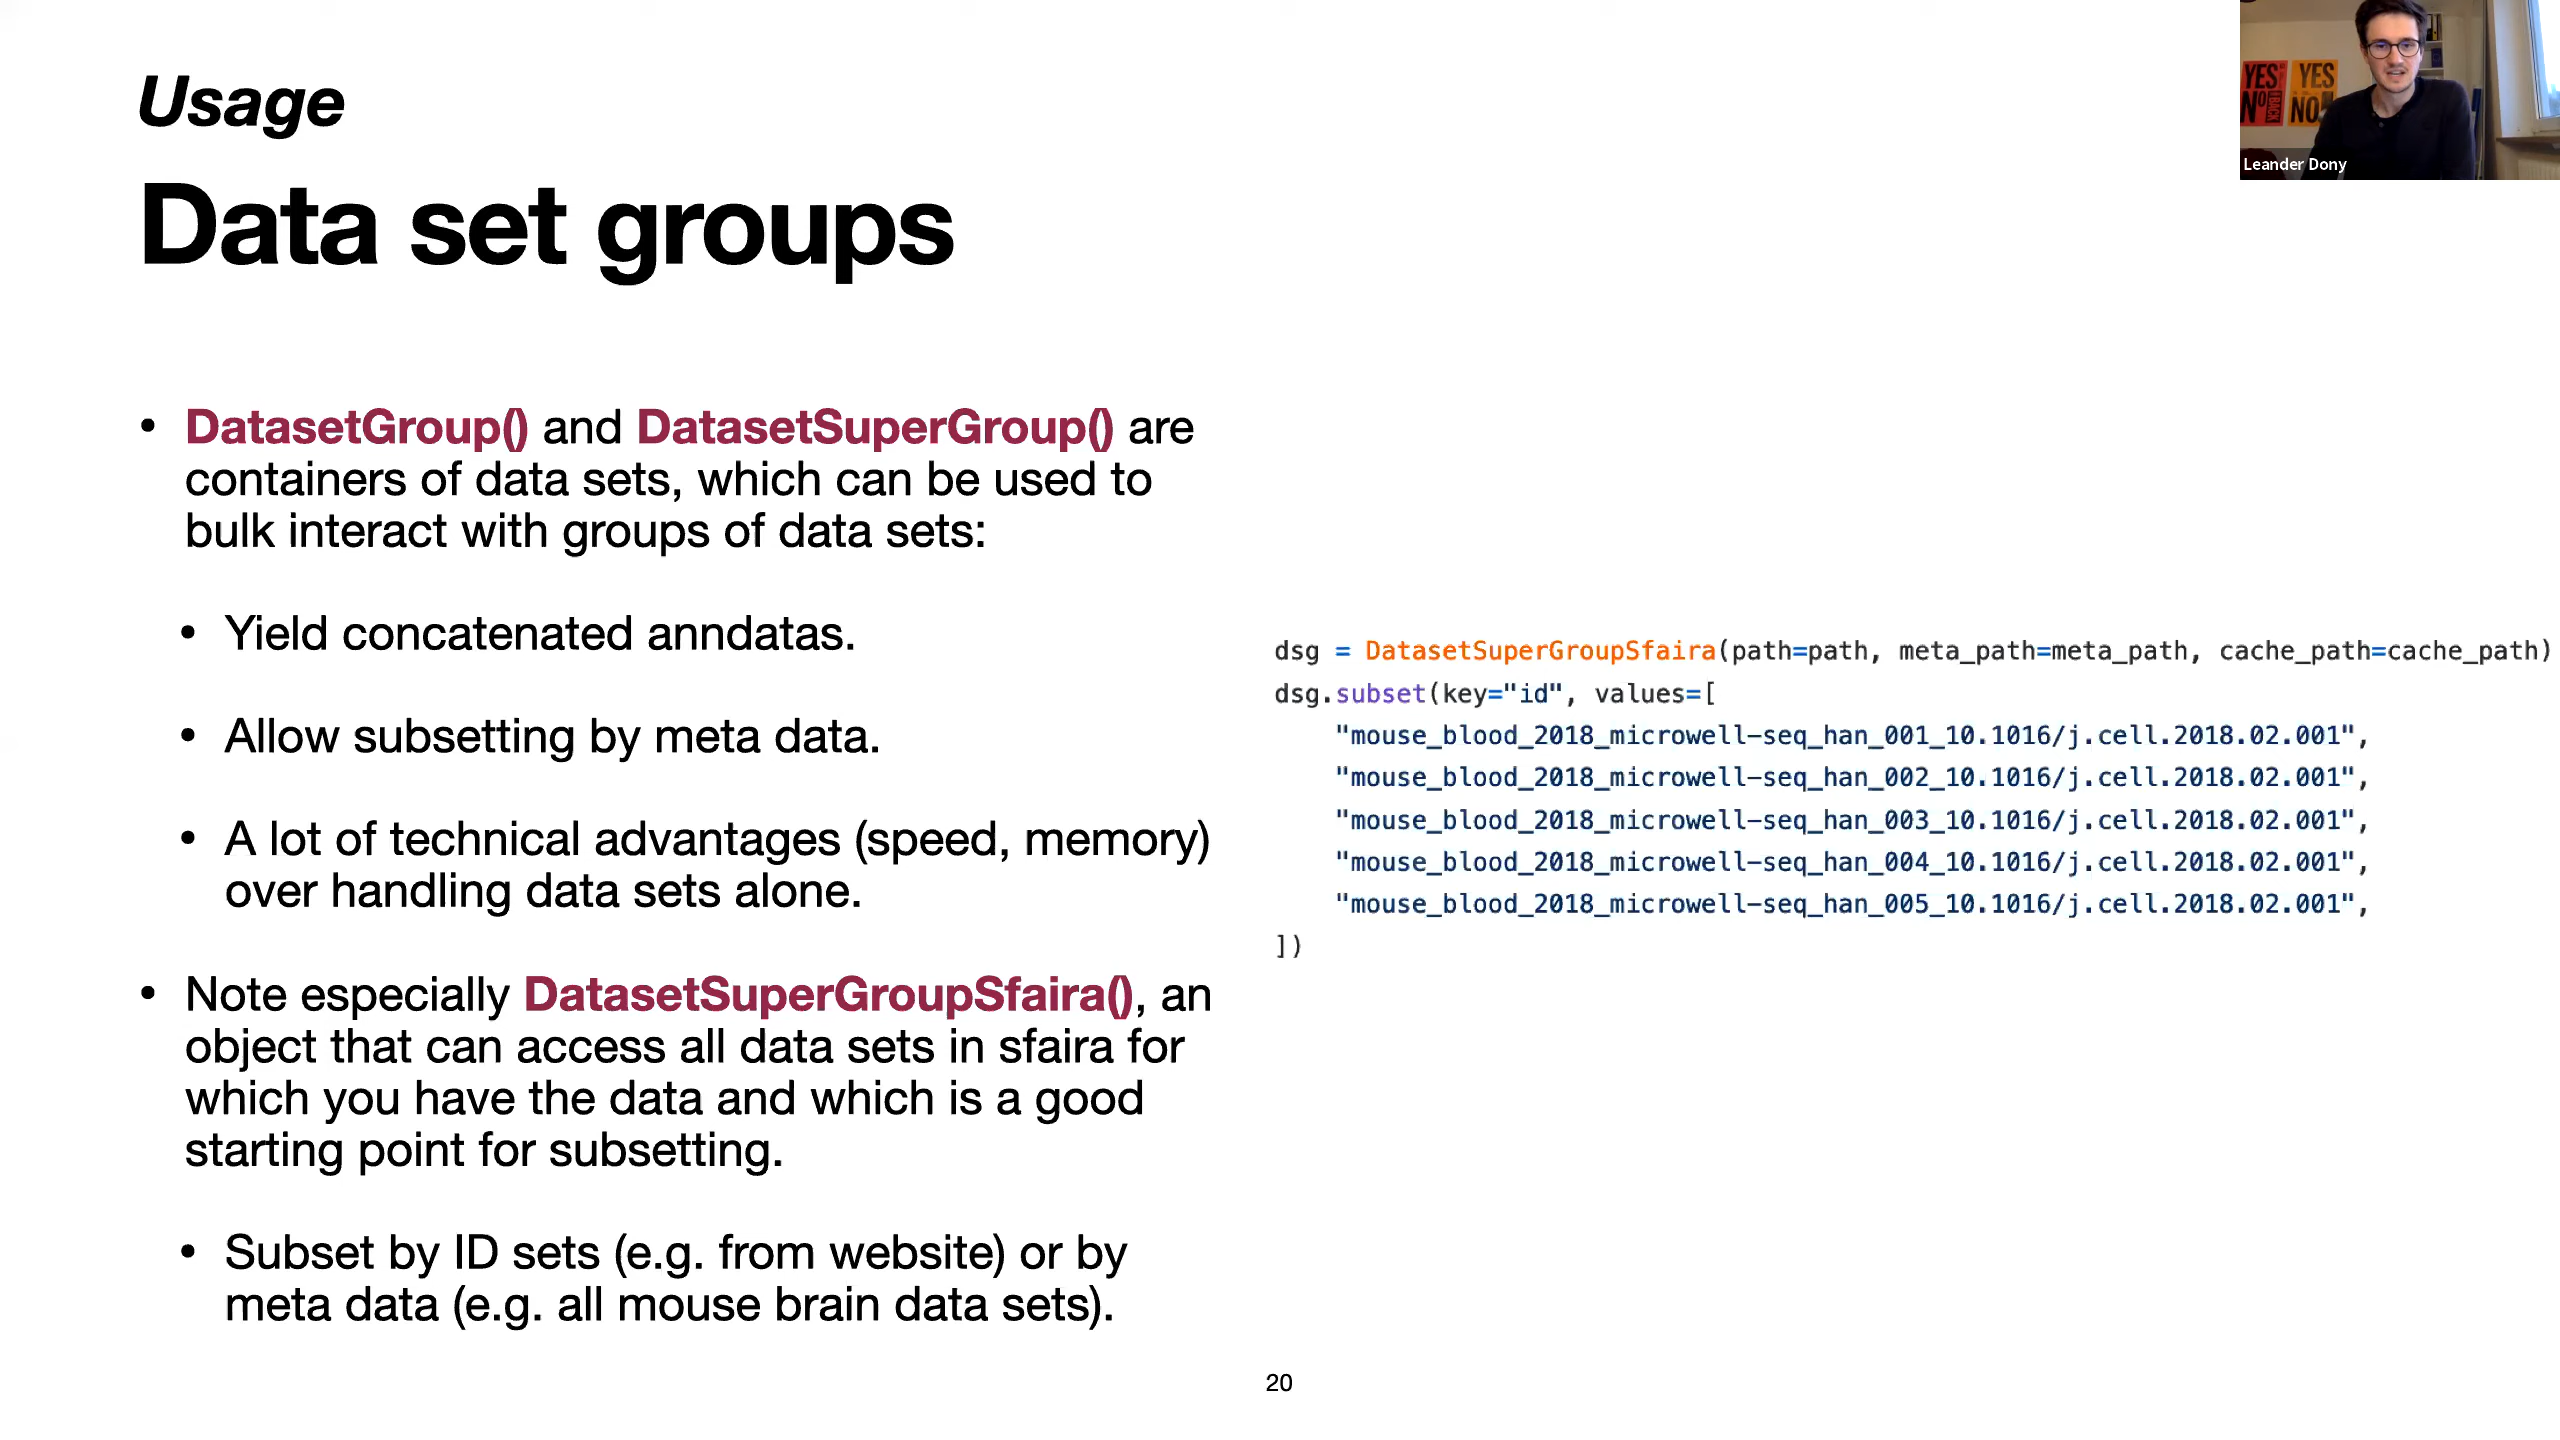 Usage
Data set groups
• DatasetGroup() and DatasetSuperGroup() are
containers of data sets, which can be used to
bulk interact with groups of data sets:
• Yield concatenated anndatas.
• Allow subsetting by meta data.
• A lot of technical advantages (speed, memory)
over handling data sets alone.
• Note especially DatasetSuperGroupSfaira(), an
object that can access all data sets in sfaira for
which you have the data and which is a good
starting point for subsetting.
• Subset by ID sets (e.g. from website) or by
meta data (e.g. all mouse brain data sets).
dsg = DatasetSuperGroupSfaira(path=path, meta_path=meta_path, cache_path=cache_path)
dsg.subset(key="id", values=[
"mouse_blood_2018_microwell-seq_han_001_10.1016/j.cell.2018.02.001",
"mouse_blood_2018_microwell-seq_han_002_10.1016/j.cell.2018.02.001",
"mouse_blood_2018_microwell-seq_han_003_10.1016/j.cell.2018.02.001",
"mouse_blood_2018_microwell-seq_han_004_10.1016/j.cell.2018.02.001",
"mouse_blood_2018_microwell-seq_han_005_10.1016/j.cell.2018.02.001",
])
20
YES YES
NO BACK NO
Leander Dony